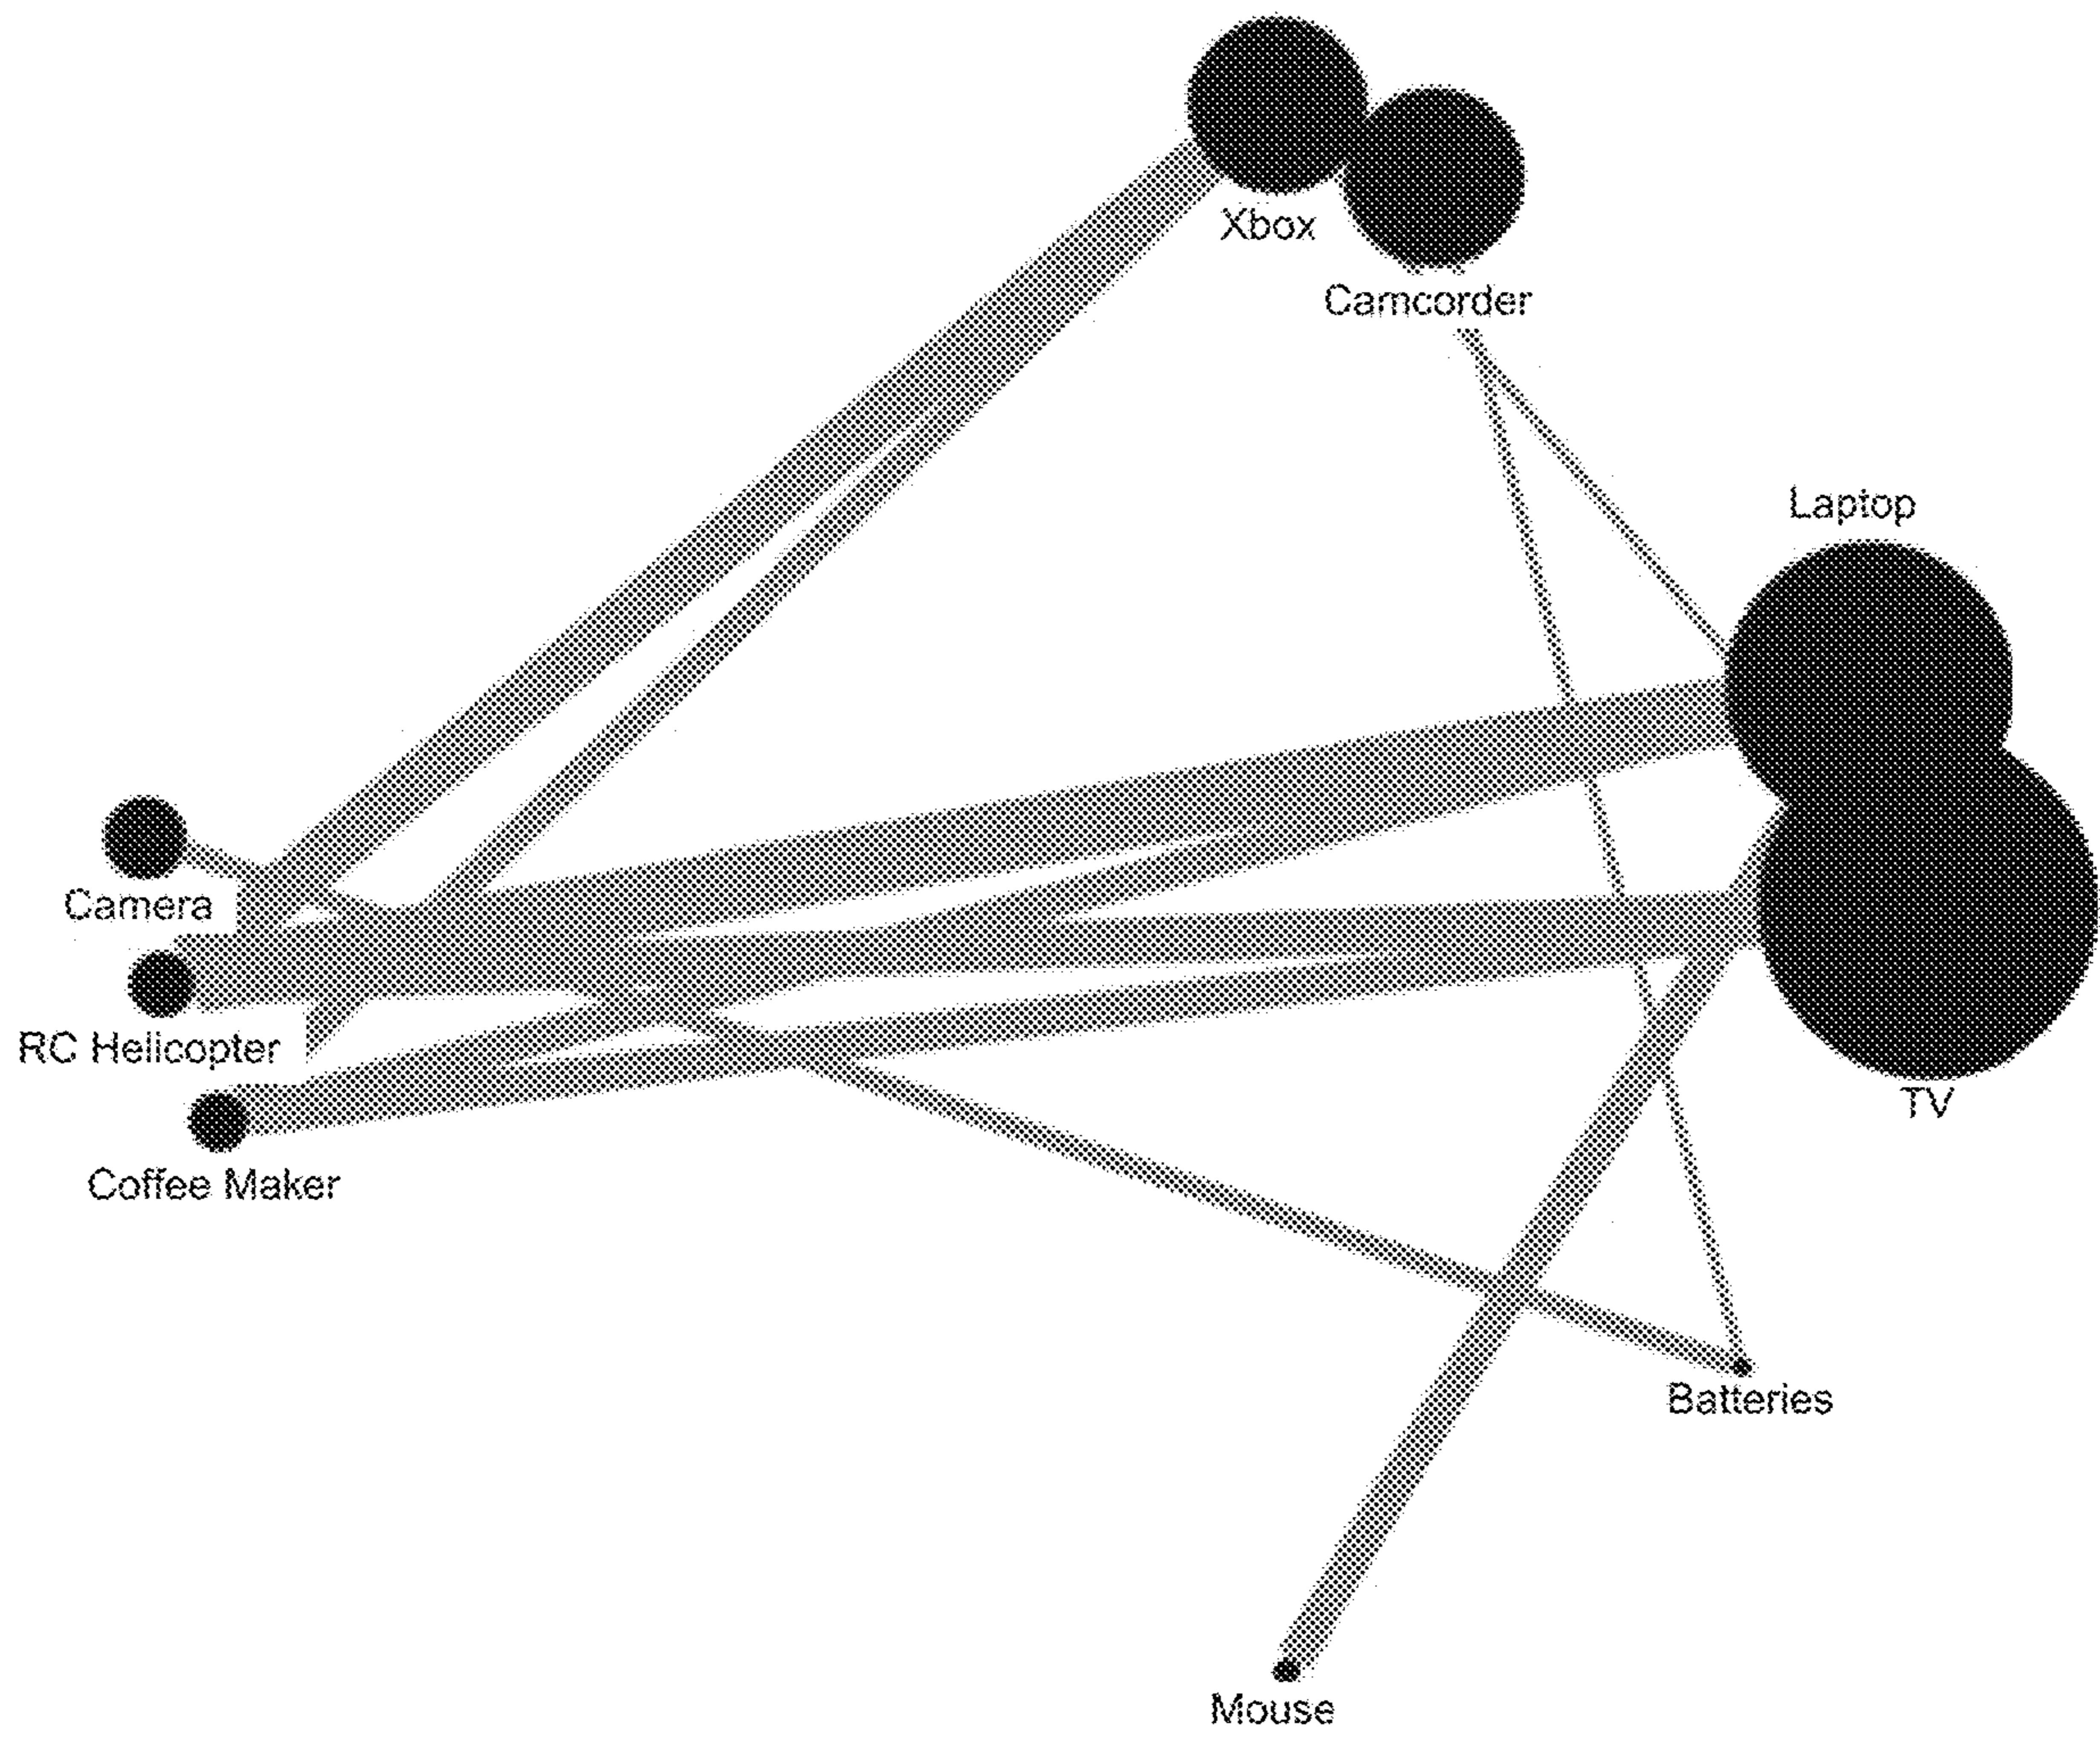 Xbox
Camcorder
Laptop
Camera
RC Helicopter
TV
Coffee Maker
Batteries
Mouse